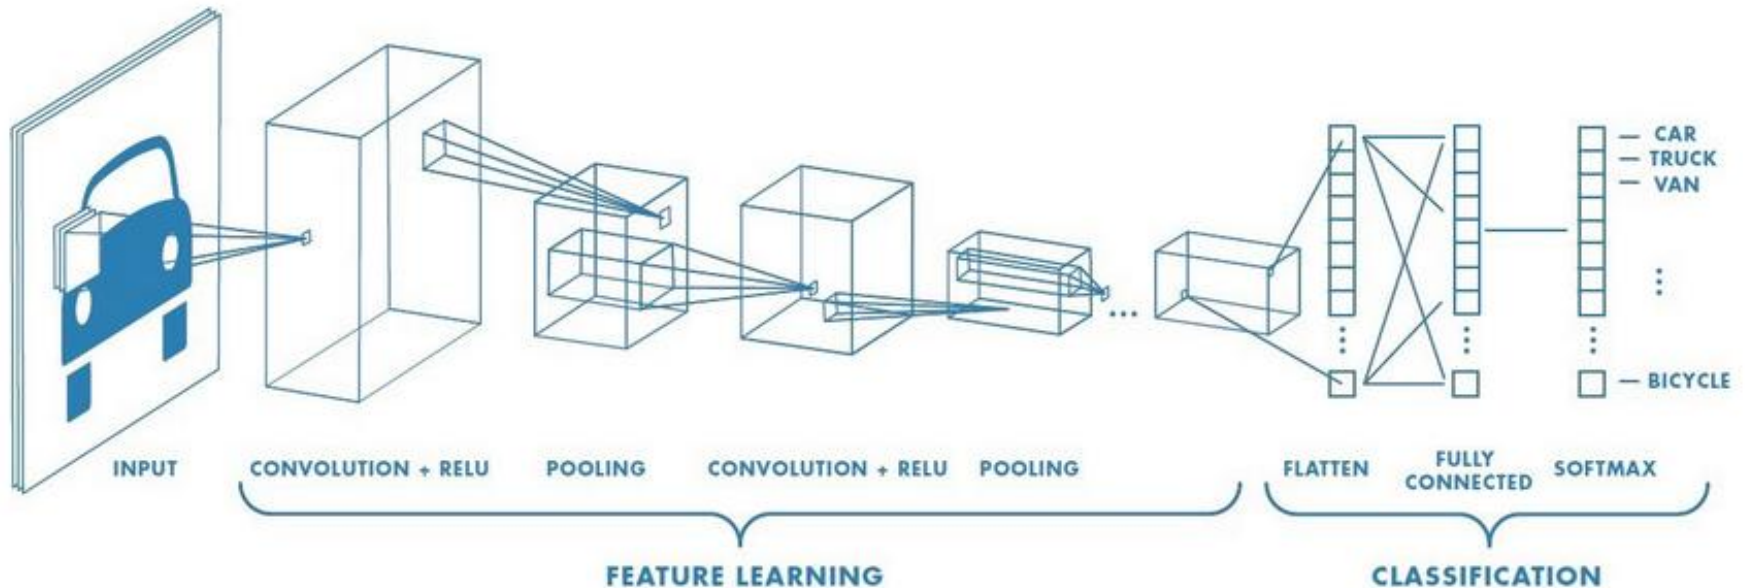 CAR
TRUCK
VAN
BICYCLE
INPUT
CONVOLUTION + RELU
POOLING
CONVOLUTION + RELU
POOLING
FLATTEN
FULLY
CONNECTED
SOFTMAX
FEATURE LEARNING
CLASSIFICATION